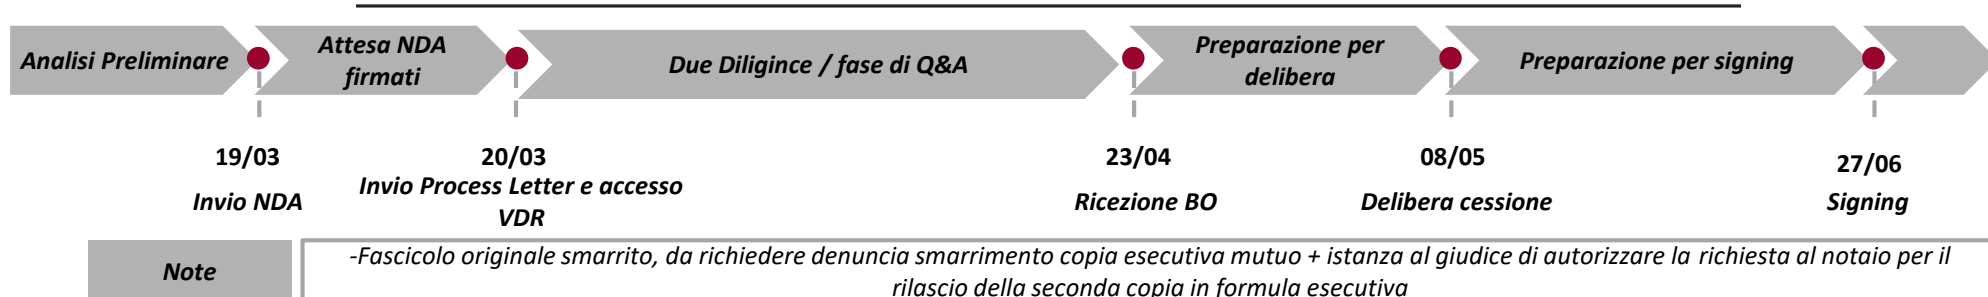 Analisi Preliminare
Attesa NDA
firmati
Due Diligince / fase di Q&A
Preparazione per
delibera
Preparazione per signing
19/03
Invio NDA
20/03
Invio Process Letter e accesso
VDR
23/04
Ricezione BO
08/05
Delibera cessione
27/06
Signing
Note
-Fascicolo originale smarrito, da richiedere denuncia smarrimento copia esecutiva mutuo + istanza al giudice di autorizzare la richiesta al notaio per il
rilascio della seconda copia in formula esecutiva